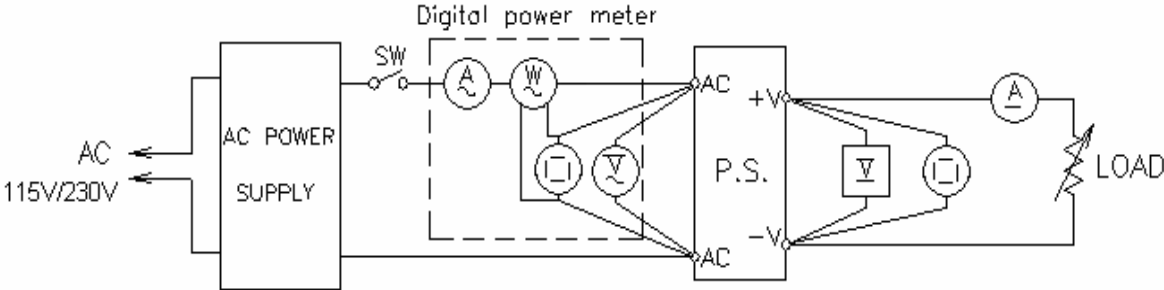 Digital power meter
SW
A
W
AC
+V
A
AC POWER
SUPPLY
AC
115V/230V
V
P.S.
V
LOAD
-V
AC